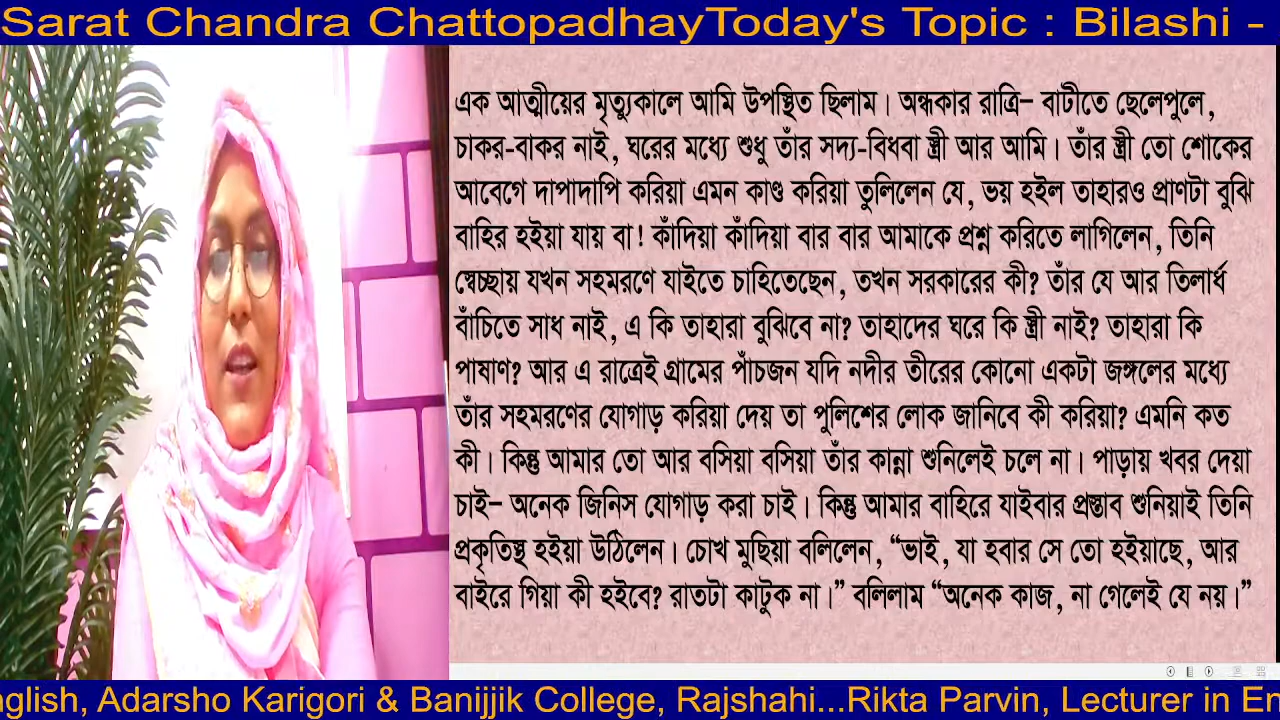 Sarat Chandra ChattopadhayToday's Topic : Bilashi -
এক আত্মীয়ের মৃত্যুকালে আমি উপস্থিত ছিলাম। অন্ধকার রাত্রি– বাটীতে ছেলেপুলে,
চাকর-বাকর নাই, ঘরের মধ্যে শুধু তাঁর সদ্য-বিধবা স্ত্রী আর আমি। তাঁর স্ত্রী তো শোকের
আবেগে দাপাদাপি করিয়া এমন কাণ্ড করিয়া তুলিলেন যে, ভয় হইল তাহারও প্রাণটা বুঝি
বাহির হইয়া যায় বা! কাঁদিয়া কাঁদিয়া বার বার আমাকে প্রশ্ন করিতে লাগিলেন, তিনি
স্বেচ্ছায় যখন সহমরণে যাইতে চাহিতেছেন, তখন সরকারের কী? তাঁর যে আর তিলার্ধ
বাঁচিতে সাধ নাই, এ কি তাহারা বুঝিবে না? তাহাদের ঘরে কি স্ত্রী নাই? তাহারা কি
পাষাণ? আর এ রাত্রেই গ্রামের পাঁচজন যদি নদীর তীরের কোনো একটা জঙ্গলের মধ্যে
তাঁর সহমরণের যোগাড় করিয়া দেয় তা পুলিশের লোক জানিবে কী করিয়া? এমনি কত
কী। কিন্তু আমার তো আর বসিয়া বসিয়া তাঁর কান্না শুনিলেই চলে না। পাড়ায় খবর দেয়া
চাই– অনেক জিনিস যোগাড় করা চাই। কিন্তু আমার বাহিরে যাইবার প্রস্তাব শুনিয়াই তিনি
প্রকৃতিস্থ হইয়া উঠিলেন। চোখ মুছিয়া বলিলেন, “ভাই, যা হবার সে তো হইয়াছে, আর
বাইরে গিয়া কী হইবে? রাতটা কাটুক না।” বলিলাম “অনেক কাজ, না গেলেই যে নয়।”
nglish, Adarsho Karigori & Banijjik College, Rajshahi...Rikta Parvin, Lecturer in En